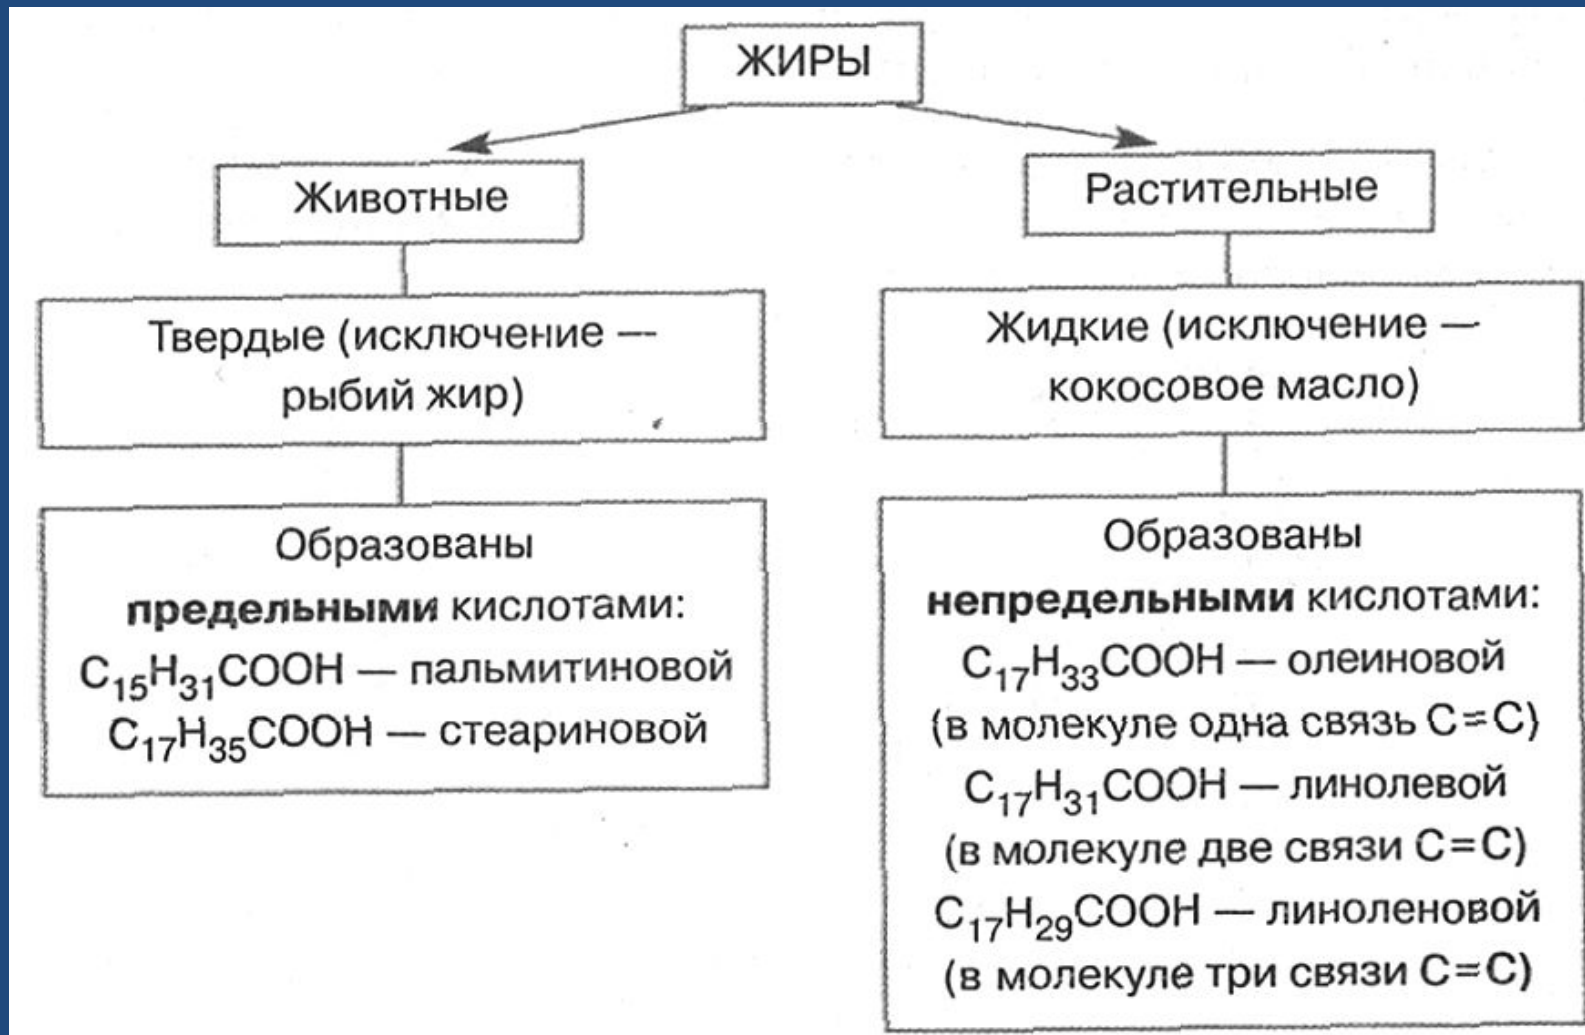 ЖИРЫ
Животные
Твердые (исключение —
рыбий жир)
Образованы
предельными кислотами:
C₁₅H₃₁COOH — пальмитиновой
C₁₇H₃₅COOH — стеариновой
Растительные
Жидкие (исключение —
кокосовое масло)
Образованы
непредельными кислотами:
C₁₇H₃₃COOH — олеиновой
(в молекуле одна связь C=C)
C₁₇H₃₁COOH — линолевой
(в молекуле две связи C=C)
C₁₇H₂₉COOH — линоленовой
(в молекуле три связи C=C)